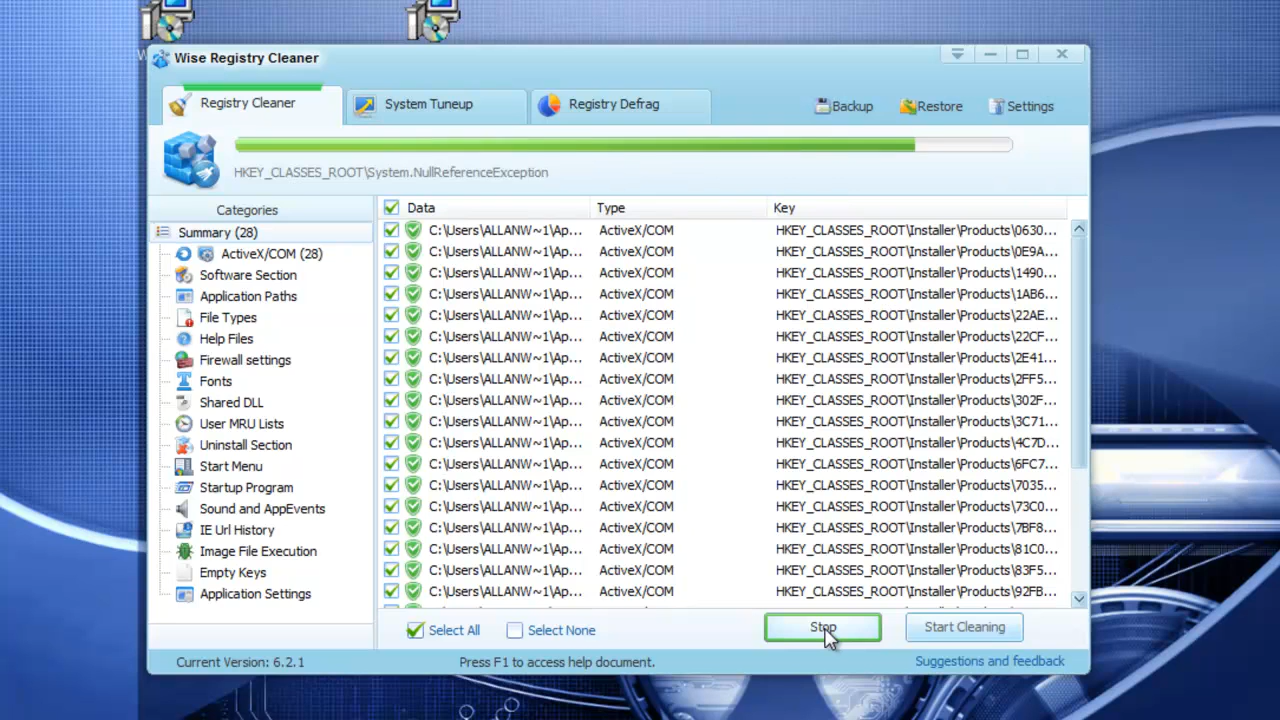 Wise Registry Cleaner
Registry Cleaner
System Tuneup
Registry Defrag
Backup
Restore
Settings
HKEY_CLASSES_ROOT\System.NullReferenceException
Categories
Summary (28)
ActiveX/COM (28)
Software Section
Application Paths
File Types
Help Files
Firewall settings
Fonts
Shared DLL
User MRU Lists
Uninstall Section
Start Menu
Startup Program
Sound and AppEvents
IE Url History
Image File Execution
Empty Keys
Application Settings
Data Type Key
C:\Users\ALLANW~1\Ap... ActiveX/COM HKEY_CLASSES_ROOT\Installer\Products\0630...
C:\Users\ALLANW~1\Ap... ActiveX/COM HKEY_CLASSES_ROOT\Installer\Products\0E9A...
C:\Users\ALLANW~1\Ap... ActiveX/COM HKEY_CLASSES_ROOT\Installer\Products\1490...
C:\Users\ALLANW~1\Ap... ActiveX/COM HKEY_CLASSES_ROOT\Installer\Products\1AB6...
C:\Users\ALLANW~1\Ap... ActiveX/COM HKEY_CLASSES_ROOT\Installer\Products\22AE...
C:\Users\ALLANW~1\Ap... ActiveX/COM HKEY_CLASSES_ROOT\Installer\Products\22CF...
C:\Users\ALLANW~1\Ap... ActiveX/COM HKEY_CLASSES_ROOT\Installer\Products\2E41...
C:\Users\ALLANW~1\Ap... ActiveX/COM HKEY_CLASSES_ROOT\Installer\Products\2FF5...
C:\Users\ALLANW~1\Ap... ActiveX/COM HKEY_CLASSES_ROOT\Installer\Products\302F...
C:\Users\ALLANW~1\Ap... ActiveX/COM HKEY_CLASSES_ROOT\Installer\Products\3C71...
C:\Users\ALLANW~1\Ap... ActiveX/COM HKEY_CLASSES_ROOT\Installer\Products\4C7D...
C:\Users\ALLANW~1\Ap... ActiveX/COM HKEY_CLASSES_ROOT\Installer\Products\6FC7...
C:\Users\ALLANW~1\Ap... ActiveX/COM HKEY_CLASSES_ROOT\Installer\Products\7035...
C:\Users\ALLANW~1\Ap... ActiveX/COM HKEY_CLASSES_ROOT\Installer\Products\73C0...
C:\Users\ALLANW~1\Ap... ActiveX/COM HKEY_CLASSES_ROOT\Installer\Products\7BF8...
C:\Users\ALLANW~1\Ap... ActiveX/COM HKEY_CLASSES_ROOT\Installer\Products\81C0...
C:\Users\ALLANW~1\Ap... ActiveX/COM HKEY_CLASSES_ROOT\Installer\Products\83F5...
C:\Users\ALLANW~1\Ap... ActiveX/COM HKEY_CLASSES_ROOT\Installer\Products\92FB...
Select All
Select None
Stop
Start Cleaning
Current Version: 6.2.1
Press F1 to access help document.
Suggestions and feedback